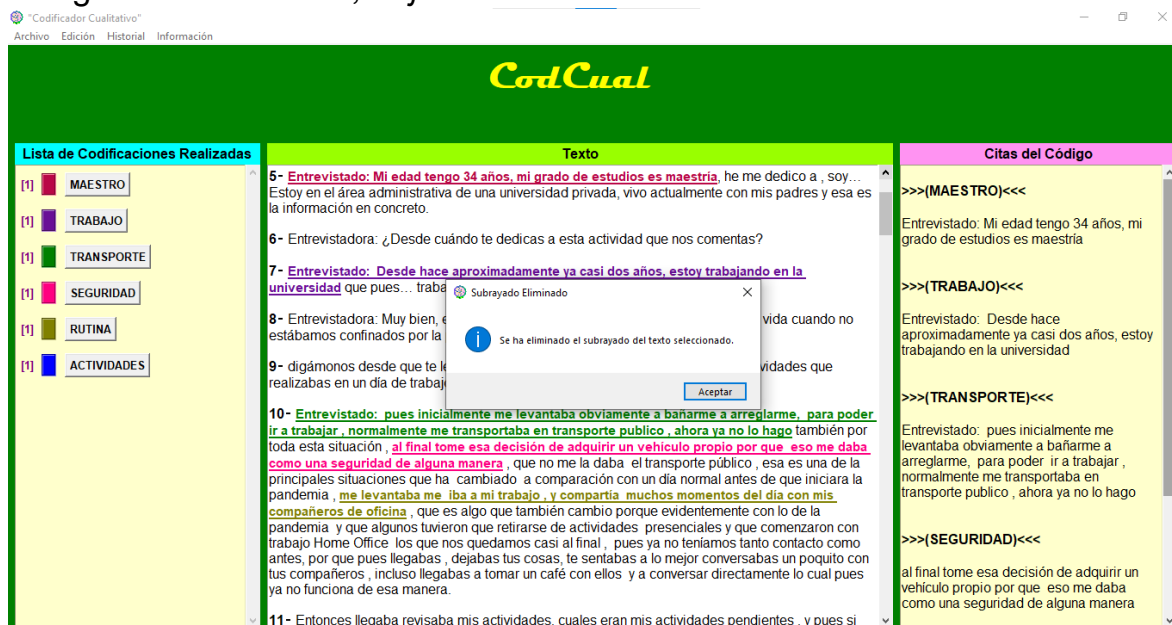 "Codificador Cualitativo"
Archivo Edición Historial Información
CodCual
Lista de Codificaciones Realizadas
[1] MAESTRO
[1] TRABAJO
[1] TRANSPORTE
[1] SEGURIDAD
[1] RUTINA
[1] ACTIVIDADES
Texto
5- Entrevistado: Mi edad tengo 34 años, mi grado de estudios es maestría, he me dedico a , soy…
Estoy en el área administrativa de una universidad privada, vivo actualmente con mis padres y esa es
la información en concreto.
6- Entrevistadora: ¿Desde cuándo te dedicas a esta actividad que nos comentas?
7- Entrevistado: Desde hace aproximadamente ya casi dos años, estoy trabajando en la
universidad que pues… traba
8- Entrevistadora: Muy bien, vida cuando no
estábamos confinados por la
9- digámonos desde que te vidades que
realizabas en un día de trabaj
10- Entrevistado: pues inicialmente me levantaba obviamente a bañarme a arreglarme, para poder
ir a trabajar , normalmente me transportaba en transporte publico , ahora ya no lo hago también por
toda esta situación , al final tome esa decisión de adquirir un vehículo propio por que eso me daba
como una seguridad de alguna manera , que no me la daba el transporte público , esa es una de la
principales situaciones que ha cambiado a comparación con un día normal antes de que iniciara la
pandemia , me levantaba me iba a mi trabajo , y compartía muchos momentos del día con mis
compañeros de oficina , que es algo que también cambio porque evidentemente con lo de la
pandemia y que algunos tuvieron que retirarse de actividades presenciales y que comenzaron con
trabajo Home Office los que nos quedamos casi al final , pues ya no teníamos tanto contacto como
antes, por que pues llegabas , dejabas tus cosas, te sentabas a lo mejor conversabas un poquito con
tus compañeros , incluso llegabas a tomar un café con ellos y a conversar directamente lo cual pues
ya no funciona de esa manera.
11- Entonces llegaba revisaba mis actividades, cuales eran mis actividades pendientes , y pues si
Subrayado Eliminado
Se ha eliminado el subrayado del texto seleccionado.
Aceptar
Citas del Código
>>>(MAESTRO)<<<
Entrevistado: Mi edad tengo 34 años, mi
grado de estudios es maestría
>>>(TRABAJO)<<<
Entrevistado: Desde hace
aproximadamente ya casi dos años, estoy
trabajando en la universidad
>>>(TRANSPORTE)<<<
Entrevistado: pues inicialmente me
levantaba obviamente a bañarme a
arreglarme, para poder ir a trabajar ,
normalmente me transportaba en
transporte publico , ahora ya no lo hago
>>>(SEGURIDAD)<<<
al final tome esa decisión de adquirir un
vehículo propio por que eso me daba
como una seguridad de alguna manera